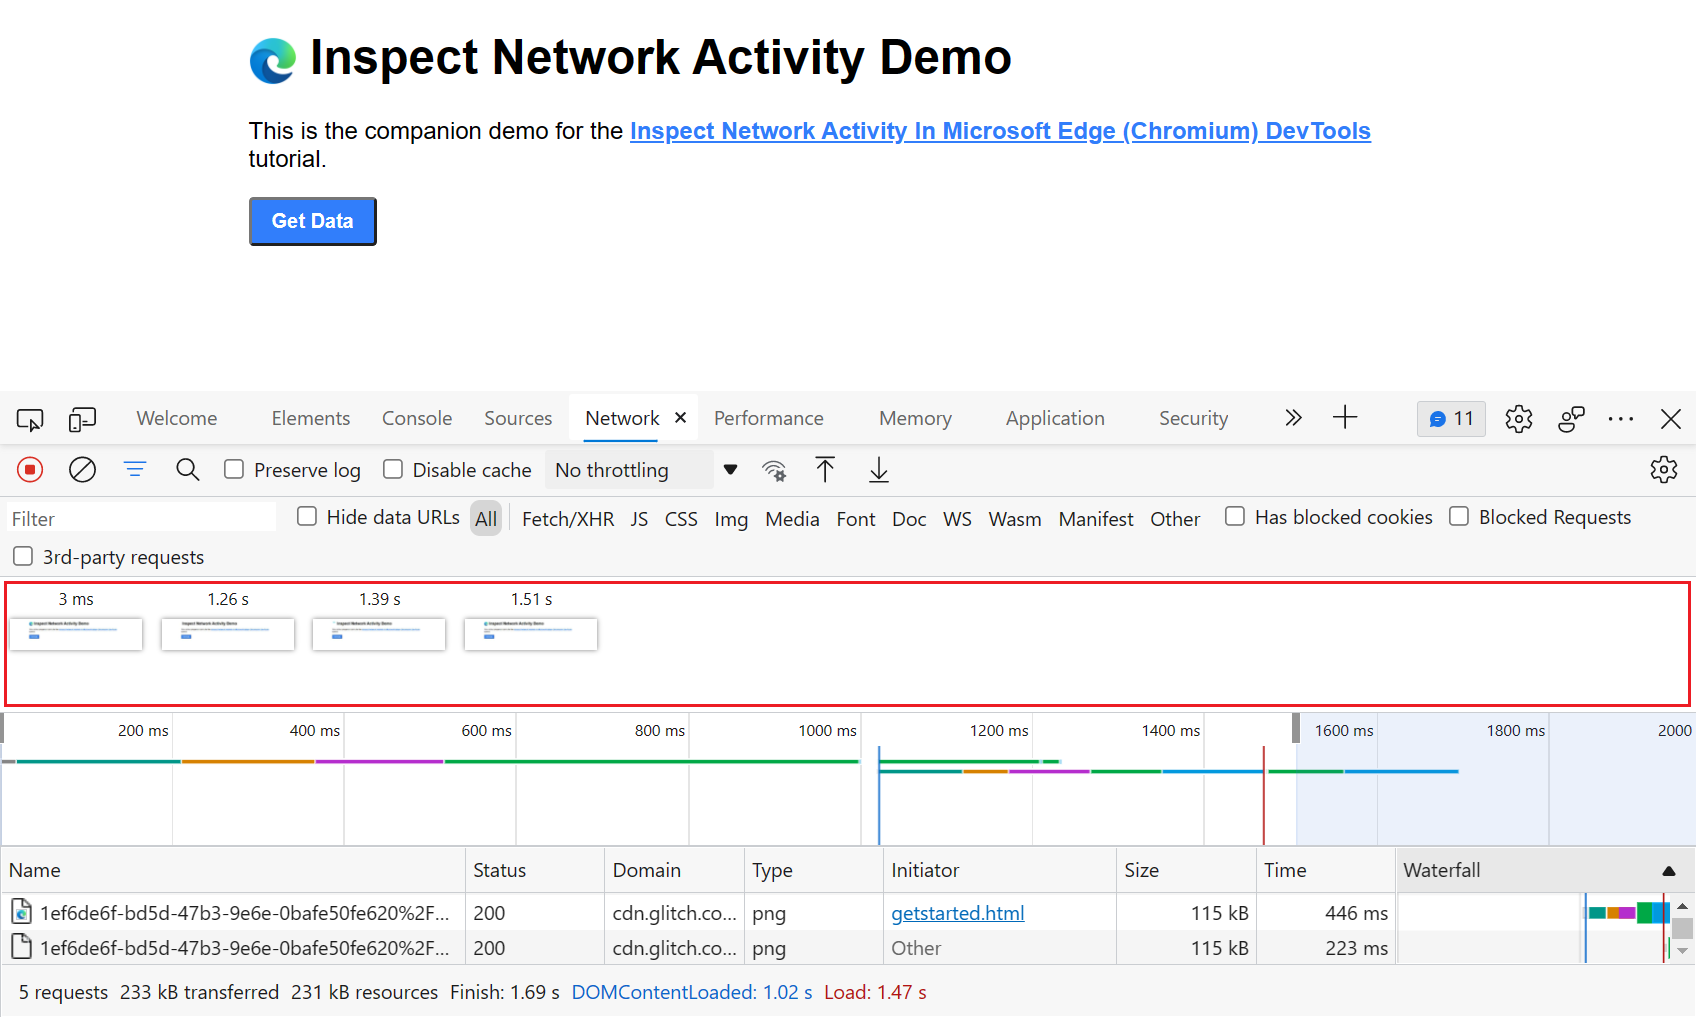 Inspect Network Activity Demo
This is the companion demo for the Inspect Network Activity In Microsoft Edge (Chromium) DevTools
tutorial.
Get Data
Welcome Elements Console Sources Network Performance Memory Application Security 11
Preserve log Disable cache No throttling
Filter Hide data URLs All Fetch/XHR JS CSS Img Media Font Doc WS Wasm Manifest Other Has blocked cookies Blocked Requests
3rd-party requests
3 ms 1.26 s 1.39 s 1.51 s
200 ms 400 ms 600 ms 800 ms 1000 ms 1200 ms 1400 ms 1600 ms 1800 ms 2000
Name Status Domain Type Initiator Size Time Waterfall
1ef6de6f-bd5d-47b3-9e6e-0bafe50fe620%2F... 200 cdn.glitch.co... png getstarted.html 115 kB 446 ms
1ef6de6f-bd5d-47b3-9e6e-0bafe50fe620%2F... 200 cdn.glitch.co... png Other 115 kB 223 ms
5 requests 233 kB transferred 231 kB resources Finish: 1.69 s DOMContentLoaded: 1.02 s Load: 1.47 s